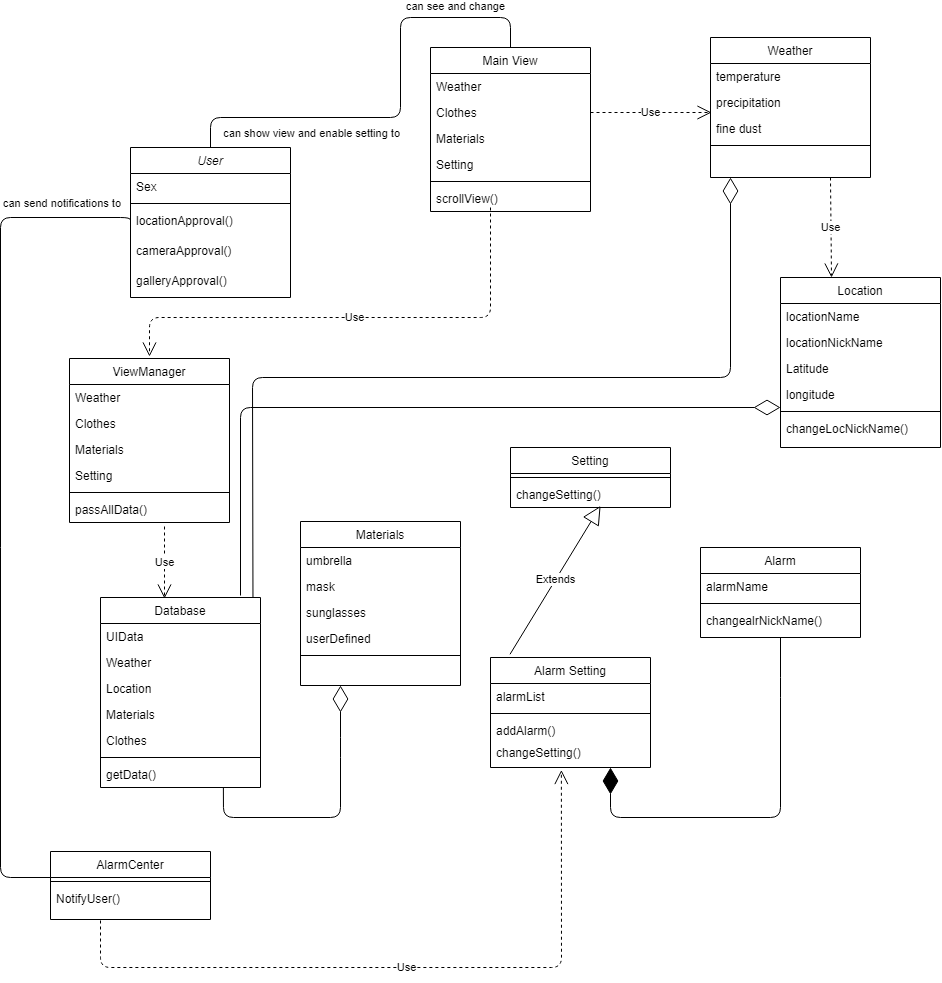 can see and change
Main View
Weather
Clothes
Materials
Setting
scrollView()
Use
Weather
temperature
precipitation
fine dust
can show view and enable setting to
User
Sex
locationApproval()
cameraApproval()
galleryApproval()
can send notifications to
Use
Location
locationName
locationNickName
Latitude
longitude
changeLocNickName()
Use
ViewManager
Weather
Clothes
Materials
Setting
passAllData()
Use
Setting
changeSetting()
Extends
Materials
umbrella
mask
sunglasses
userDefined
Alarm
alarmName
changealrNickName()
Database
UIData
Weather
Location
Materials
Clothes
getData()
Alarm Setting
alarmList
addAlarm()
changeSetting()
AlarmCenter
NotifyUser()
Use